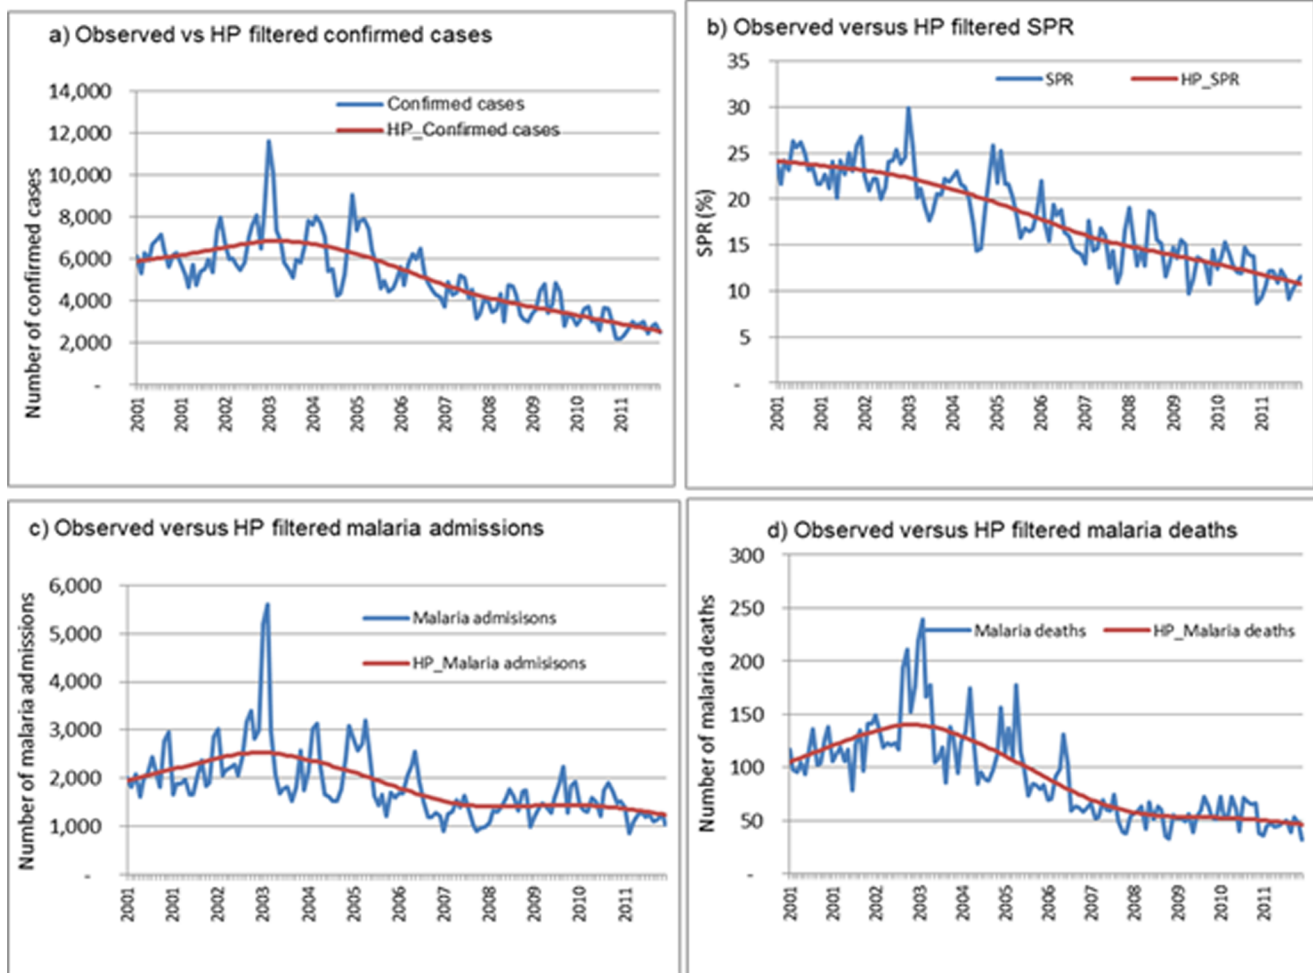 a) Observed vs HP filtered confirmed cases
Number of confirmed cases
14,000
12,000
10,000
8,000
6,000
4,000
2,000
-
Confirmed cases
HP_Confirmed cases
2001 2001 2002 2003 2004 2005 2006 2007 2008 2009 2010 2011
b) Observed versus HP filtered SPR
SPR (%)
35
30
25
20
15
10
5
-
SPR HP_SPR
2001 2001 2002 2003 2004 2005 2006 2007 2008 2009 2010 2011
c) Observed versus HP filtered malaria admissions
Number of malaria admissions
6,000
5,000
4,000
3,000
2,000
1,000
-
Malaria admisisons
HP_Malaria admisisons
2001 2001 2002 2003 2004 2005 2006 2007 2008 2009 2010 2011
d) Observed versus HP filtered malaria deaths
Number of malaria deaths
300
250
200
150
100
50
-
Malaria deaths HP_Malaria deaths
2001 2001 2002 2003 2004 2005 2006 2007 2008 2009 2010 2011